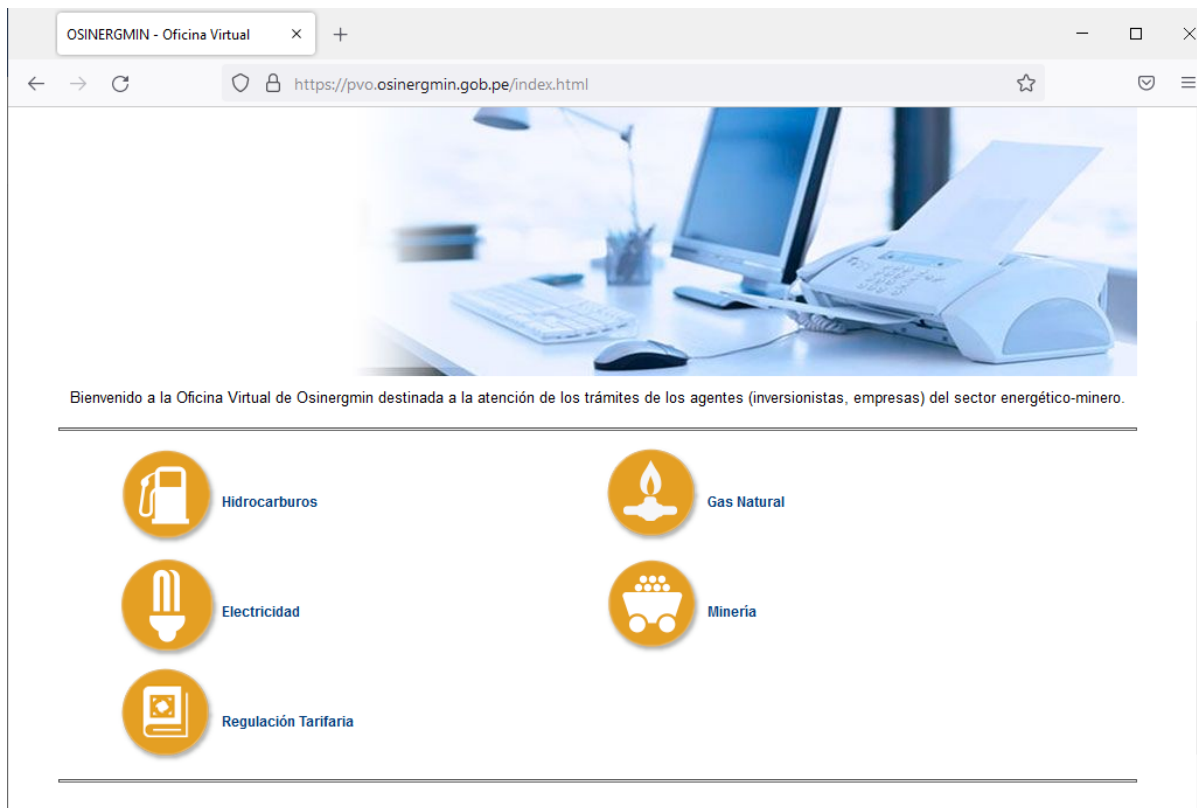 OSINERGMIN - Oficina Virtual
https://pvo.osinergmin.gob.pe/index.html
Bienvenido a la Oficina Virtual de Osinergmin destinada a la atención de los trámites de los agentes (inversionistas, empresas) del sector energético-minero.
Hidrocarburos
Gas Natural
Electricidad
Minería
Regulación Tarifaria